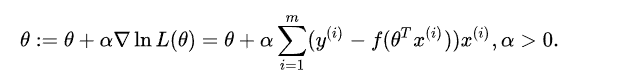 θ := θ + α∇ ln L(θ) = θ + α ∑_{i=1}^{m} (y^{(i)} − f(θ^T x^{(i)}))x^{(i)}, α > 0.